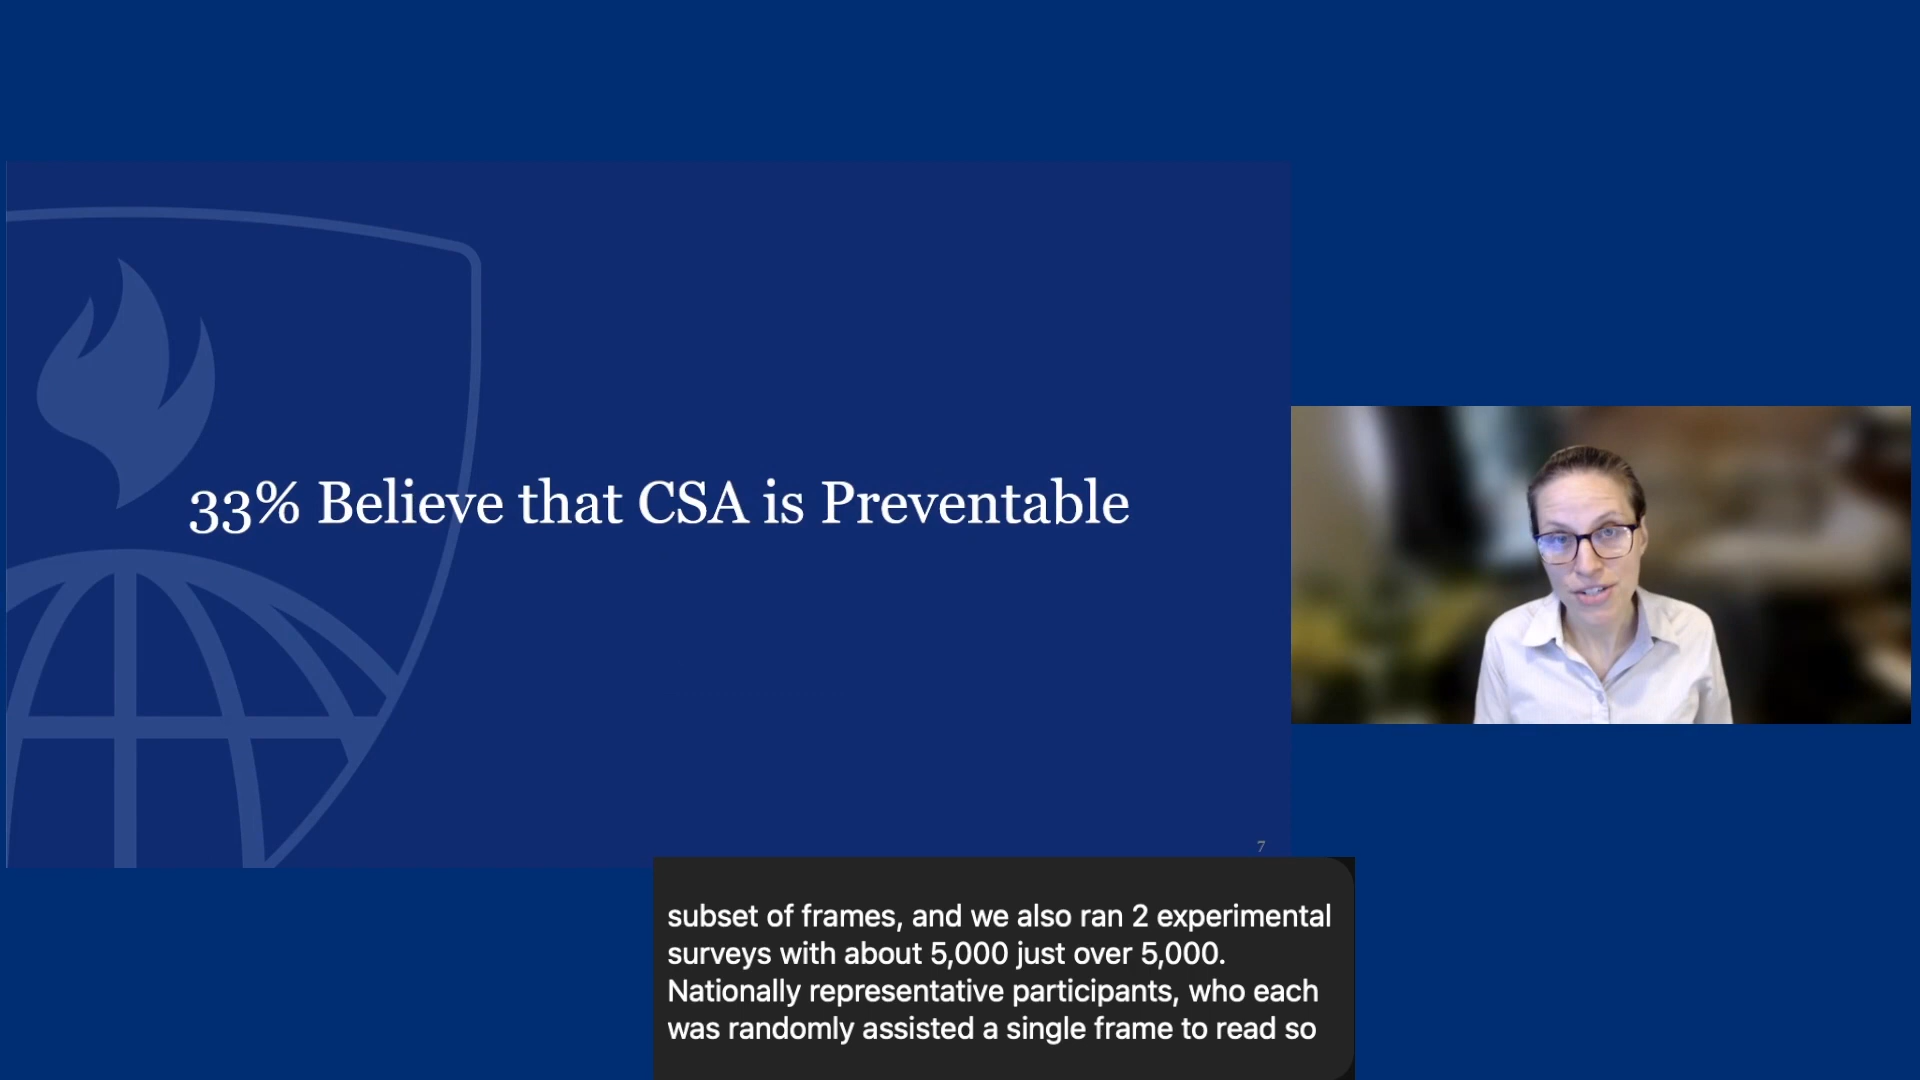 33% Believe that CSA is Preventable
7
subset of frames, and we also ran 2 experimental
surveys with about 5,000 just over 5,000.
Nationally representative participants, who each
was randomly assisted a single frame to read so